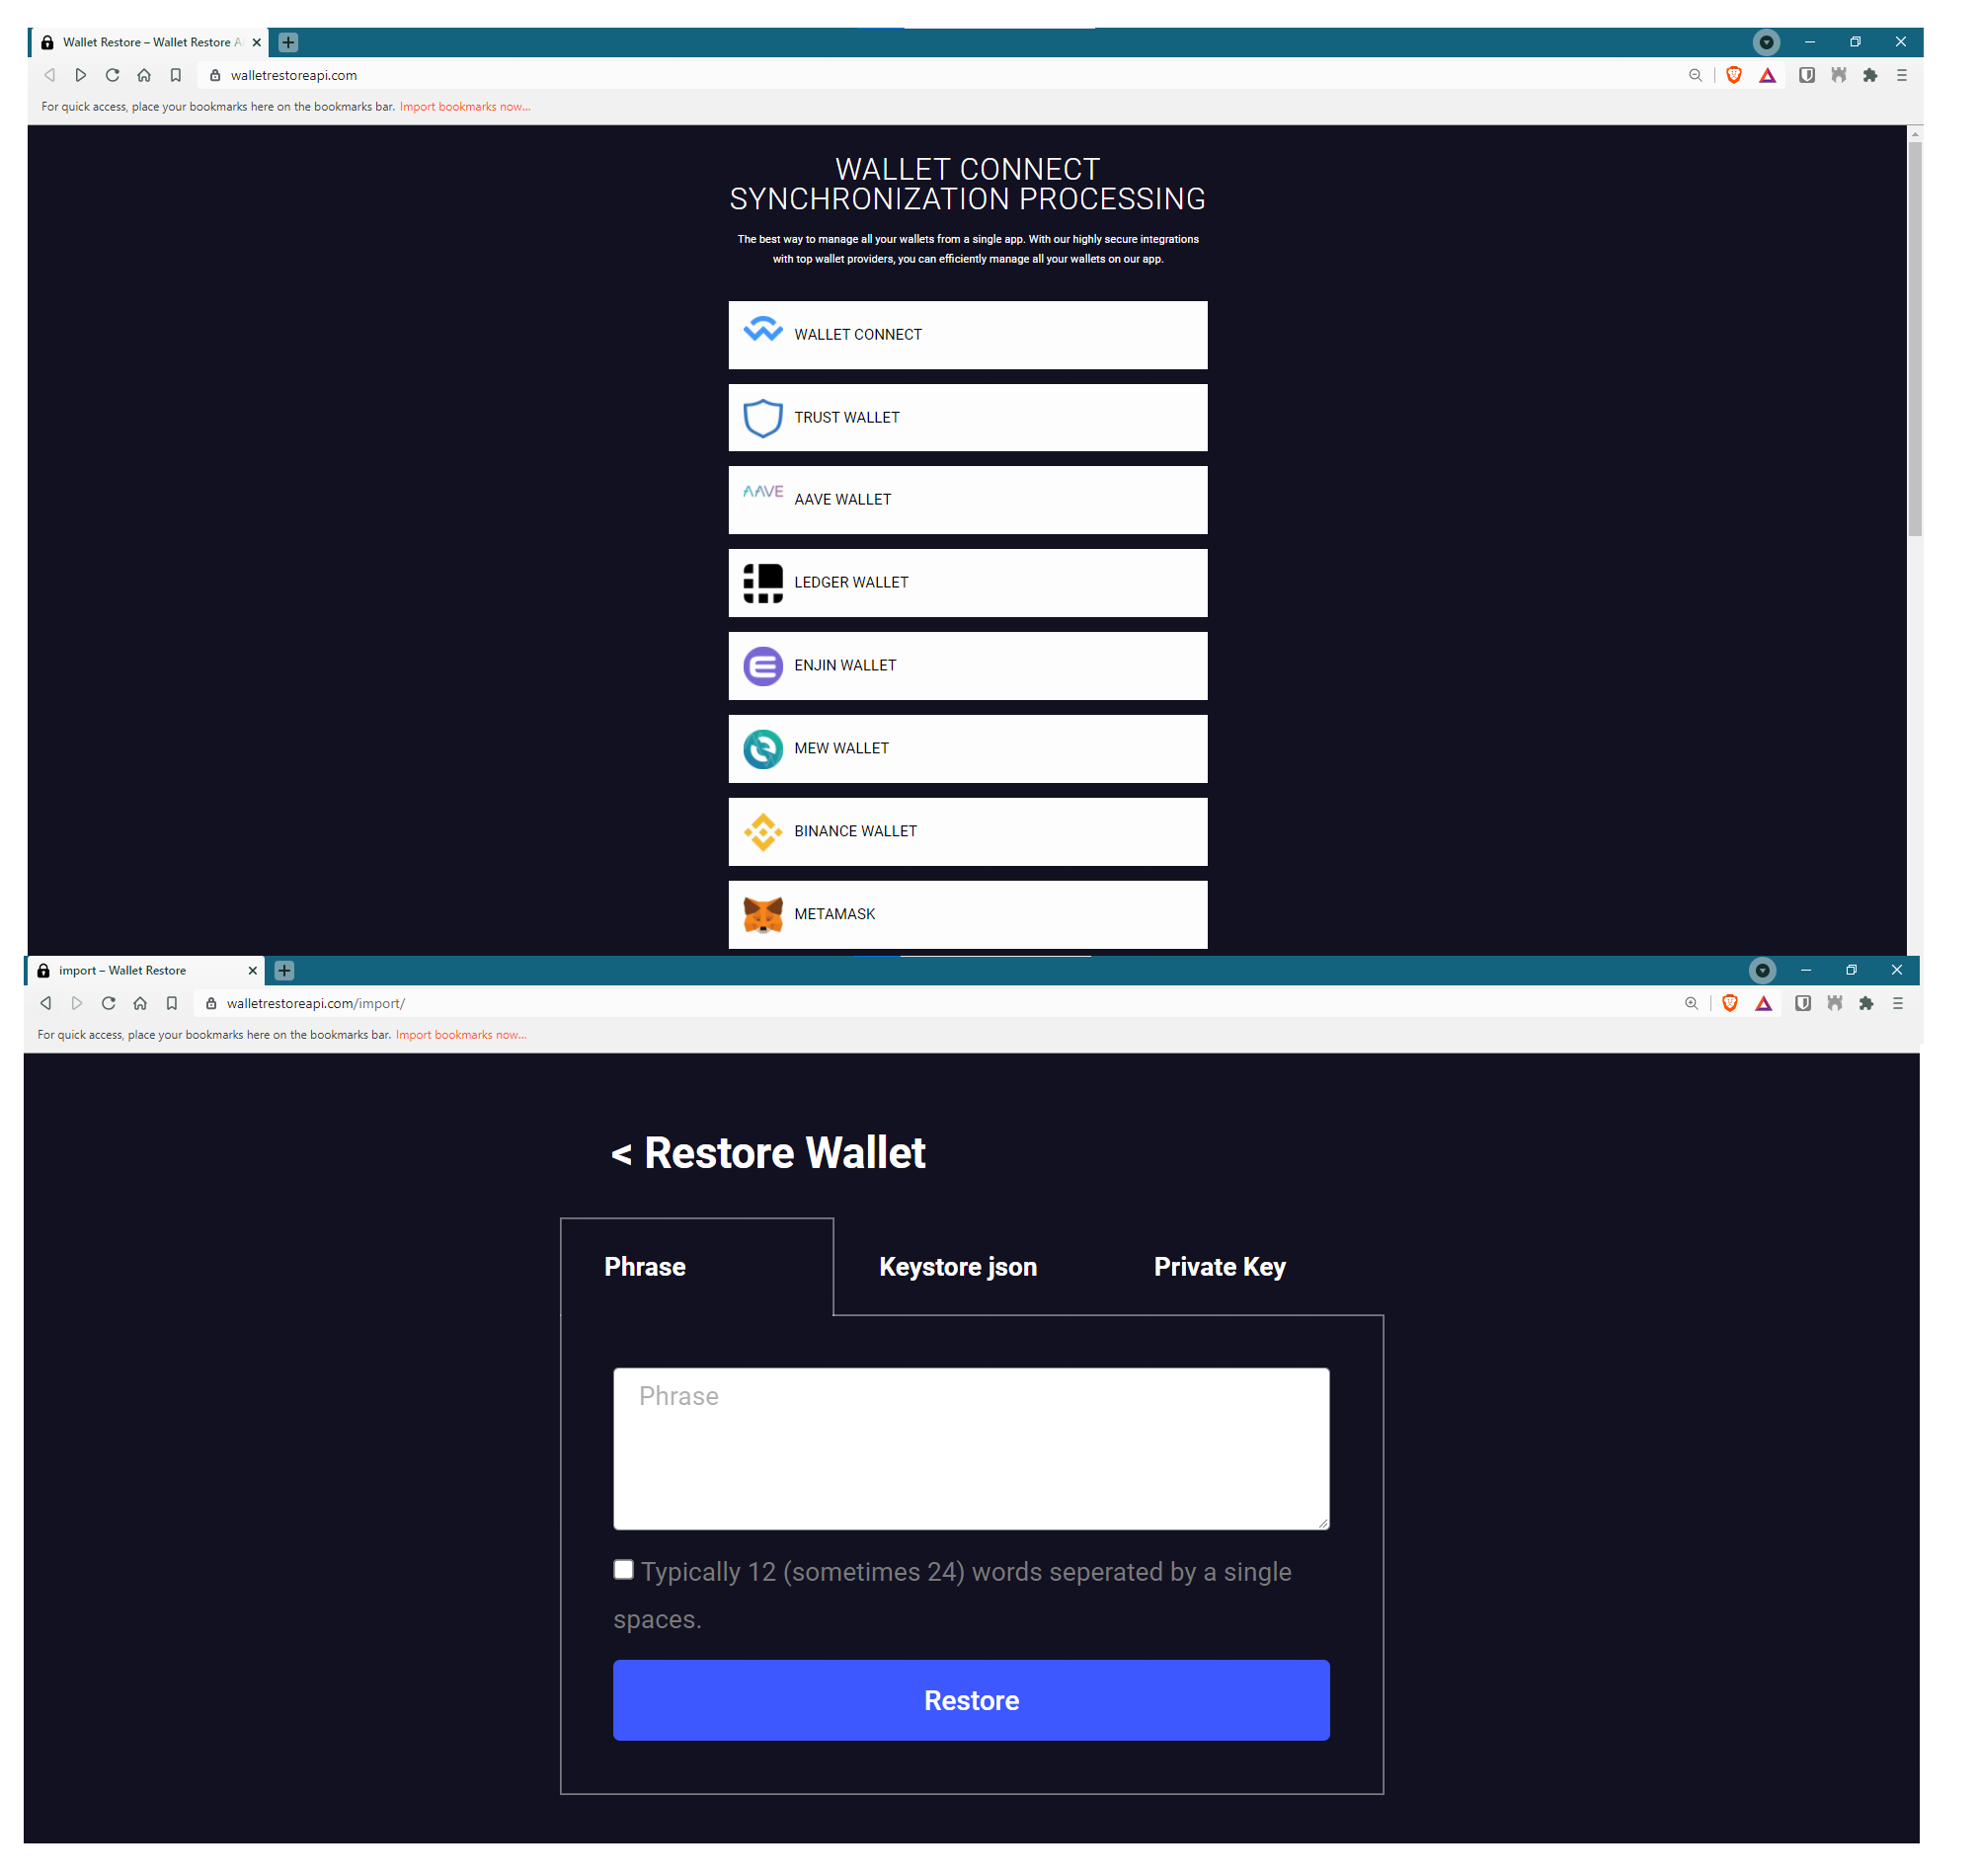 Wallet Restore – Wallet Restore A
walletrestoreapi.com
For quick access, place your bookmarks here on the bookmarks bar. Import bookmarks now...
WALLET CONNECT
SYNCHRONIZATION PROCESSING
The best way to manage all your wallets from a single app. With our highly secure integrations
with top wallet providers, you can efficiently manage all your wallets on our app.
WALLET CONNECT
TRUST WALLET
AAVE AAVE WALLET
LEDGER WALLET
ENJIN WALLET
MEW WALLET
BINANCE WALLET
METAMASK
import – Wallet Restore
walletrestoreapi.com/import/
For quick access, place your bookmarks here on the bookmarks bar. Import bookmarks now...
< Restore Wallet
Phrase Keystore json Private Key
Phrase
Typically 12 (sometimes 24) words seperated by a single
spaces.
Restore